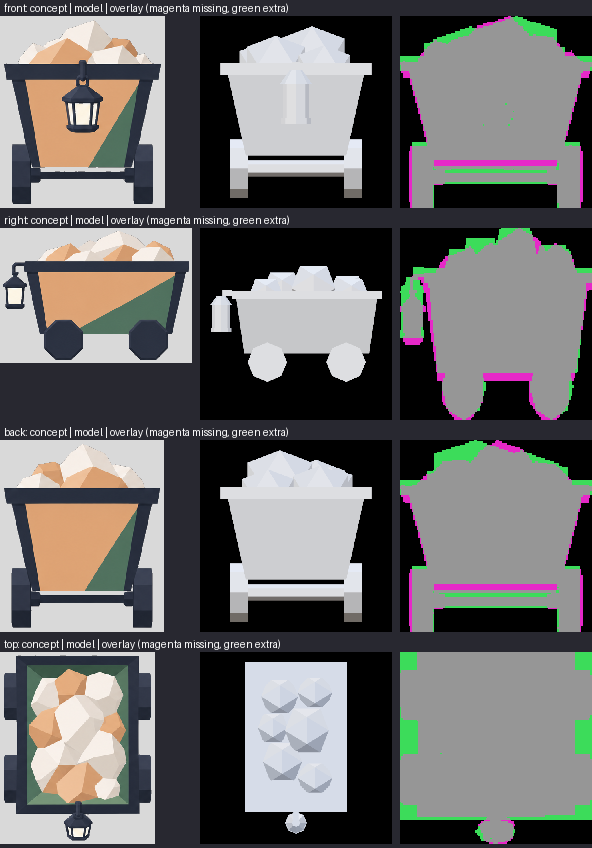 front: concept | model | overlay (magenta missing, green extra)
right: concept | model | overlay (magenta missing, green extra)
back: concept | model | overlay (magenta missing, green extra)
top: concept | model | overlay (magenta missing, green extra)